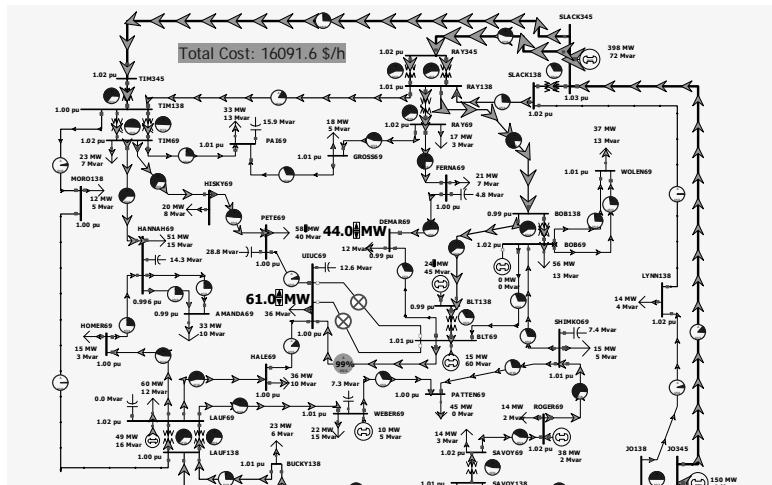 SLACK345
398 MW
72 Mvar
Total Cost: 16091.6 $/h
1.02 pu
RAY345
TIM345
1.02 pu
SLACK138
1.01 pu
RAY138
1.03 pu
1.02 pu
1.00 pu
TIM138
33 MW
13 Mvar
15.9 Mvar
18 MW
5 Mvar
1.02 pu
RAY69
17 MW
3 Mvar
37 MW
13 Mvar
1.02 pu
TIM69
23 MW
7 Mvar
1.01 pu
PAI69
1.01 pu
GROSS69
1.01 pu
WOLEN69
FERNA69
21 MW
7 Mvar
4.8 Mvar
1.00 pu
MORO138
12 MW
5 Mvar
1.00 pu
HISKY69
20 MW
8 Mvar
PETE69
58 MW
40 Mvar
44.0 MW
DEMAR69
12 Mvar
0.99 pu
0.99 pu
BOB138
1.02 pu
BOB69
HANNAH69
51 MW
15 Mvar
28.8 Mvar
1.00 pu
UIUC69
12.6 Mvar
14.3 Mvar
0.996 pu
24 MW
45 Mvar
0 MW
0 Mvar
56 MW
13 Mvar
LYNN138
14 MW
4 Mvar
1.02 pu
61.0 MW
36 Mvar
0.99 pu
BLT138
0.99 pu
AMANDA69
33 MW
10 Mvar
1.00 pu
SHIMKO69
7.4 Mvar
HOMER69
15 MW
3 Mvar
1.00 pu
1.01 pu
BLT69
15 MW
5 Mvar
1.01 pu
HALE69
99%
15 MW
60 Mvar
36 MW
10 Mvar
1.00 pu
60 MW
12 Mvar
7.3 Mvar
1.00 pu
PATTEN69
45 MW
0 Mvar
0.0 Mvar
1.02 pu
LAUF69
1.01 pu
WEBER69
22 MW
15 Mvar
10 MW
5 Mvar
14 MW
2 Mvar
ROGER69
49 MW
16 Mvar
23 MW
6 Mvar
14 MW
3 Mvar
1.02 pu
38 MW
2 Mvar
1.00 pu
LAUF138
1.01 pu
BUCKY138
1.02 pu
SAVOY69
JO138
JO345
1.01 pu
SAVOY138
150 MW